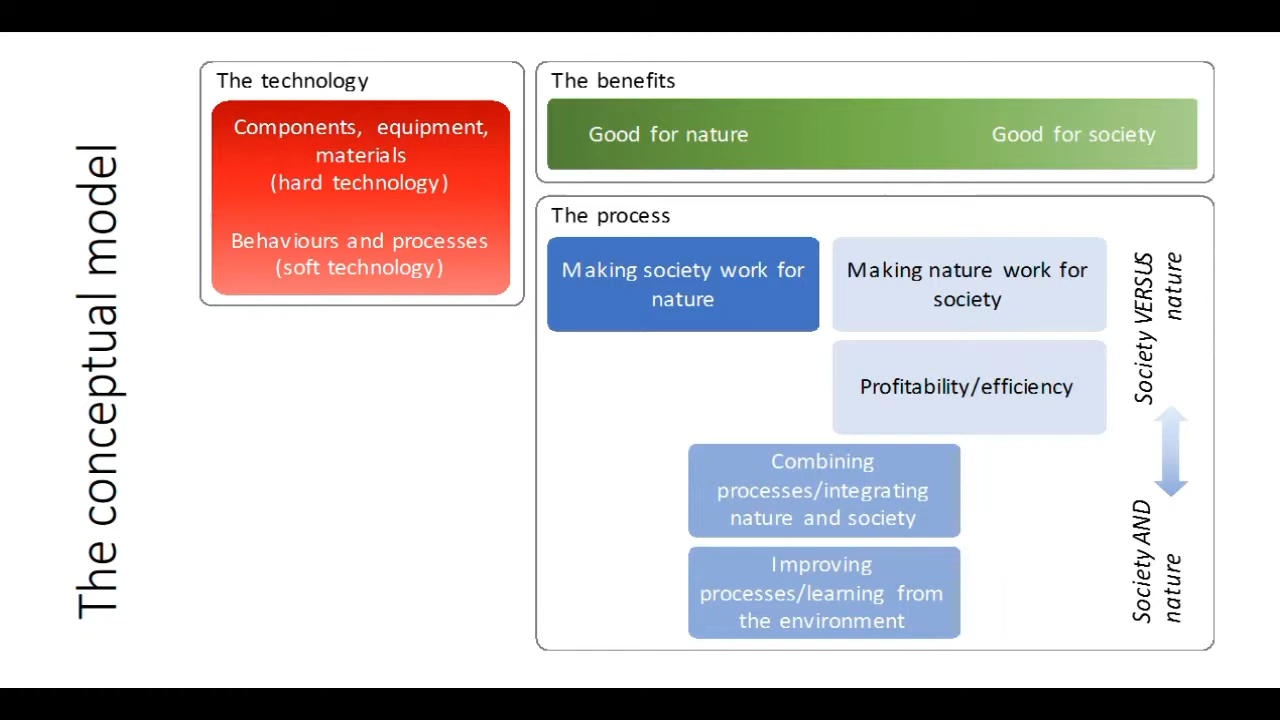 The conceptual model
The technology
Components, equipment,
materials
(hard technology)
Behaviours and processes
(soft technology)
The benefits
Good for nature
Good for society
The process
Making society work for
nature
Making nature work for
society
Profitability/efficiency
Combining
processes/integrating
nature and society
Improving
processes/learning from
the environment
Society VERSUS
nature
Society AND
nature